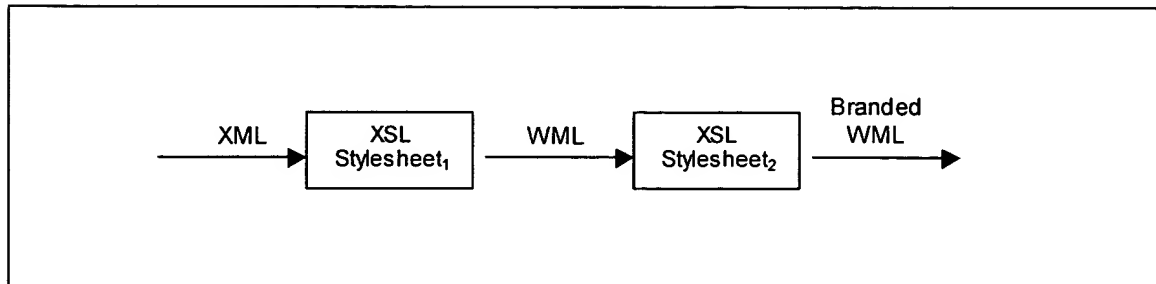 XML
XSL
Stylesheet₁
WML
XSL
Stylesheet₂
Branded
WML